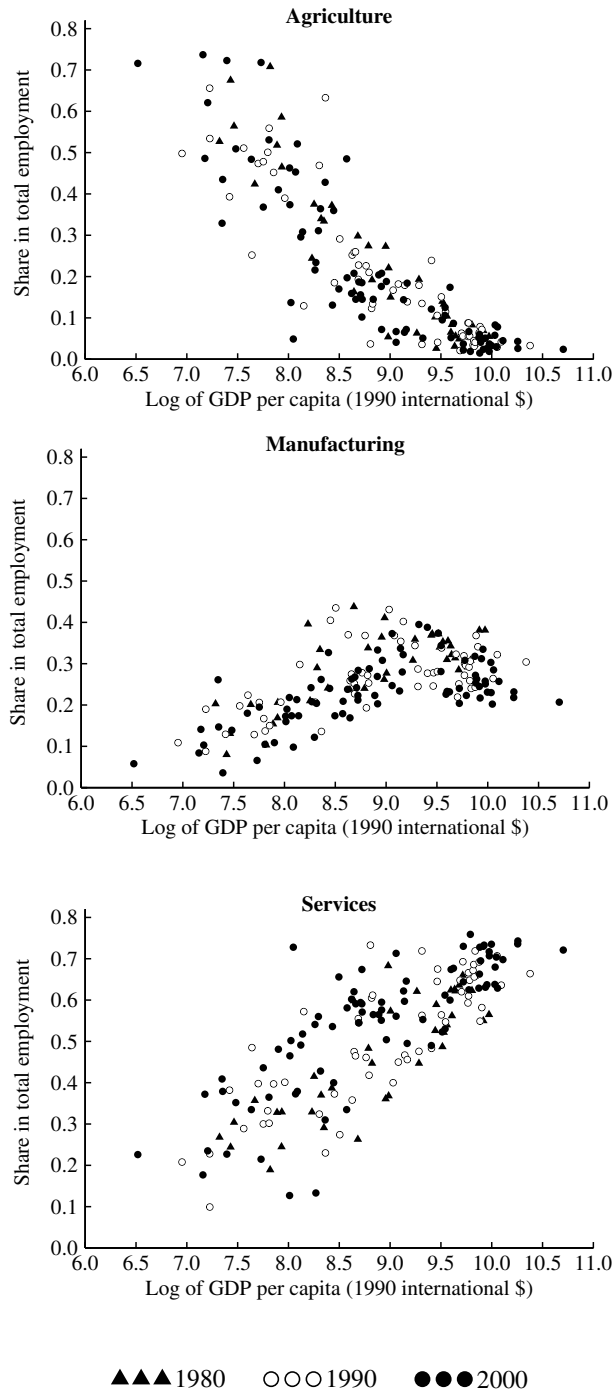 Agriculture
Share in total employment
0.8
0.7
0.6
0.5
0.4
0.3
0.2
0.1
0.0
6.0 6.5 7.0 7.5 8.0 8.5 9.0 9.5 10.0 10.5 11.0
Log of GDP per capita (1990 international $)
Manufacturing
Share in total employment
0.8
0.7
0.6
0.5
0.4
0.3
0.2
0.1
0.0
6.0 6.5 7.0 7.5 8.0 8.5 9.0 9.5 10.0 10.5 11.0
Log of GDP per capita (1990 international $)
Services
Share in total employment
0.8
0.7
0.6
0.5
0.4
0.3
0.2
0.1
0.0
6.0 6.5 7.0 7.5 8.0 8.5 9.0 9.5 10.0 10.5 11.0
Log of GDP per capita (1990 international $)
1980 1990 2000